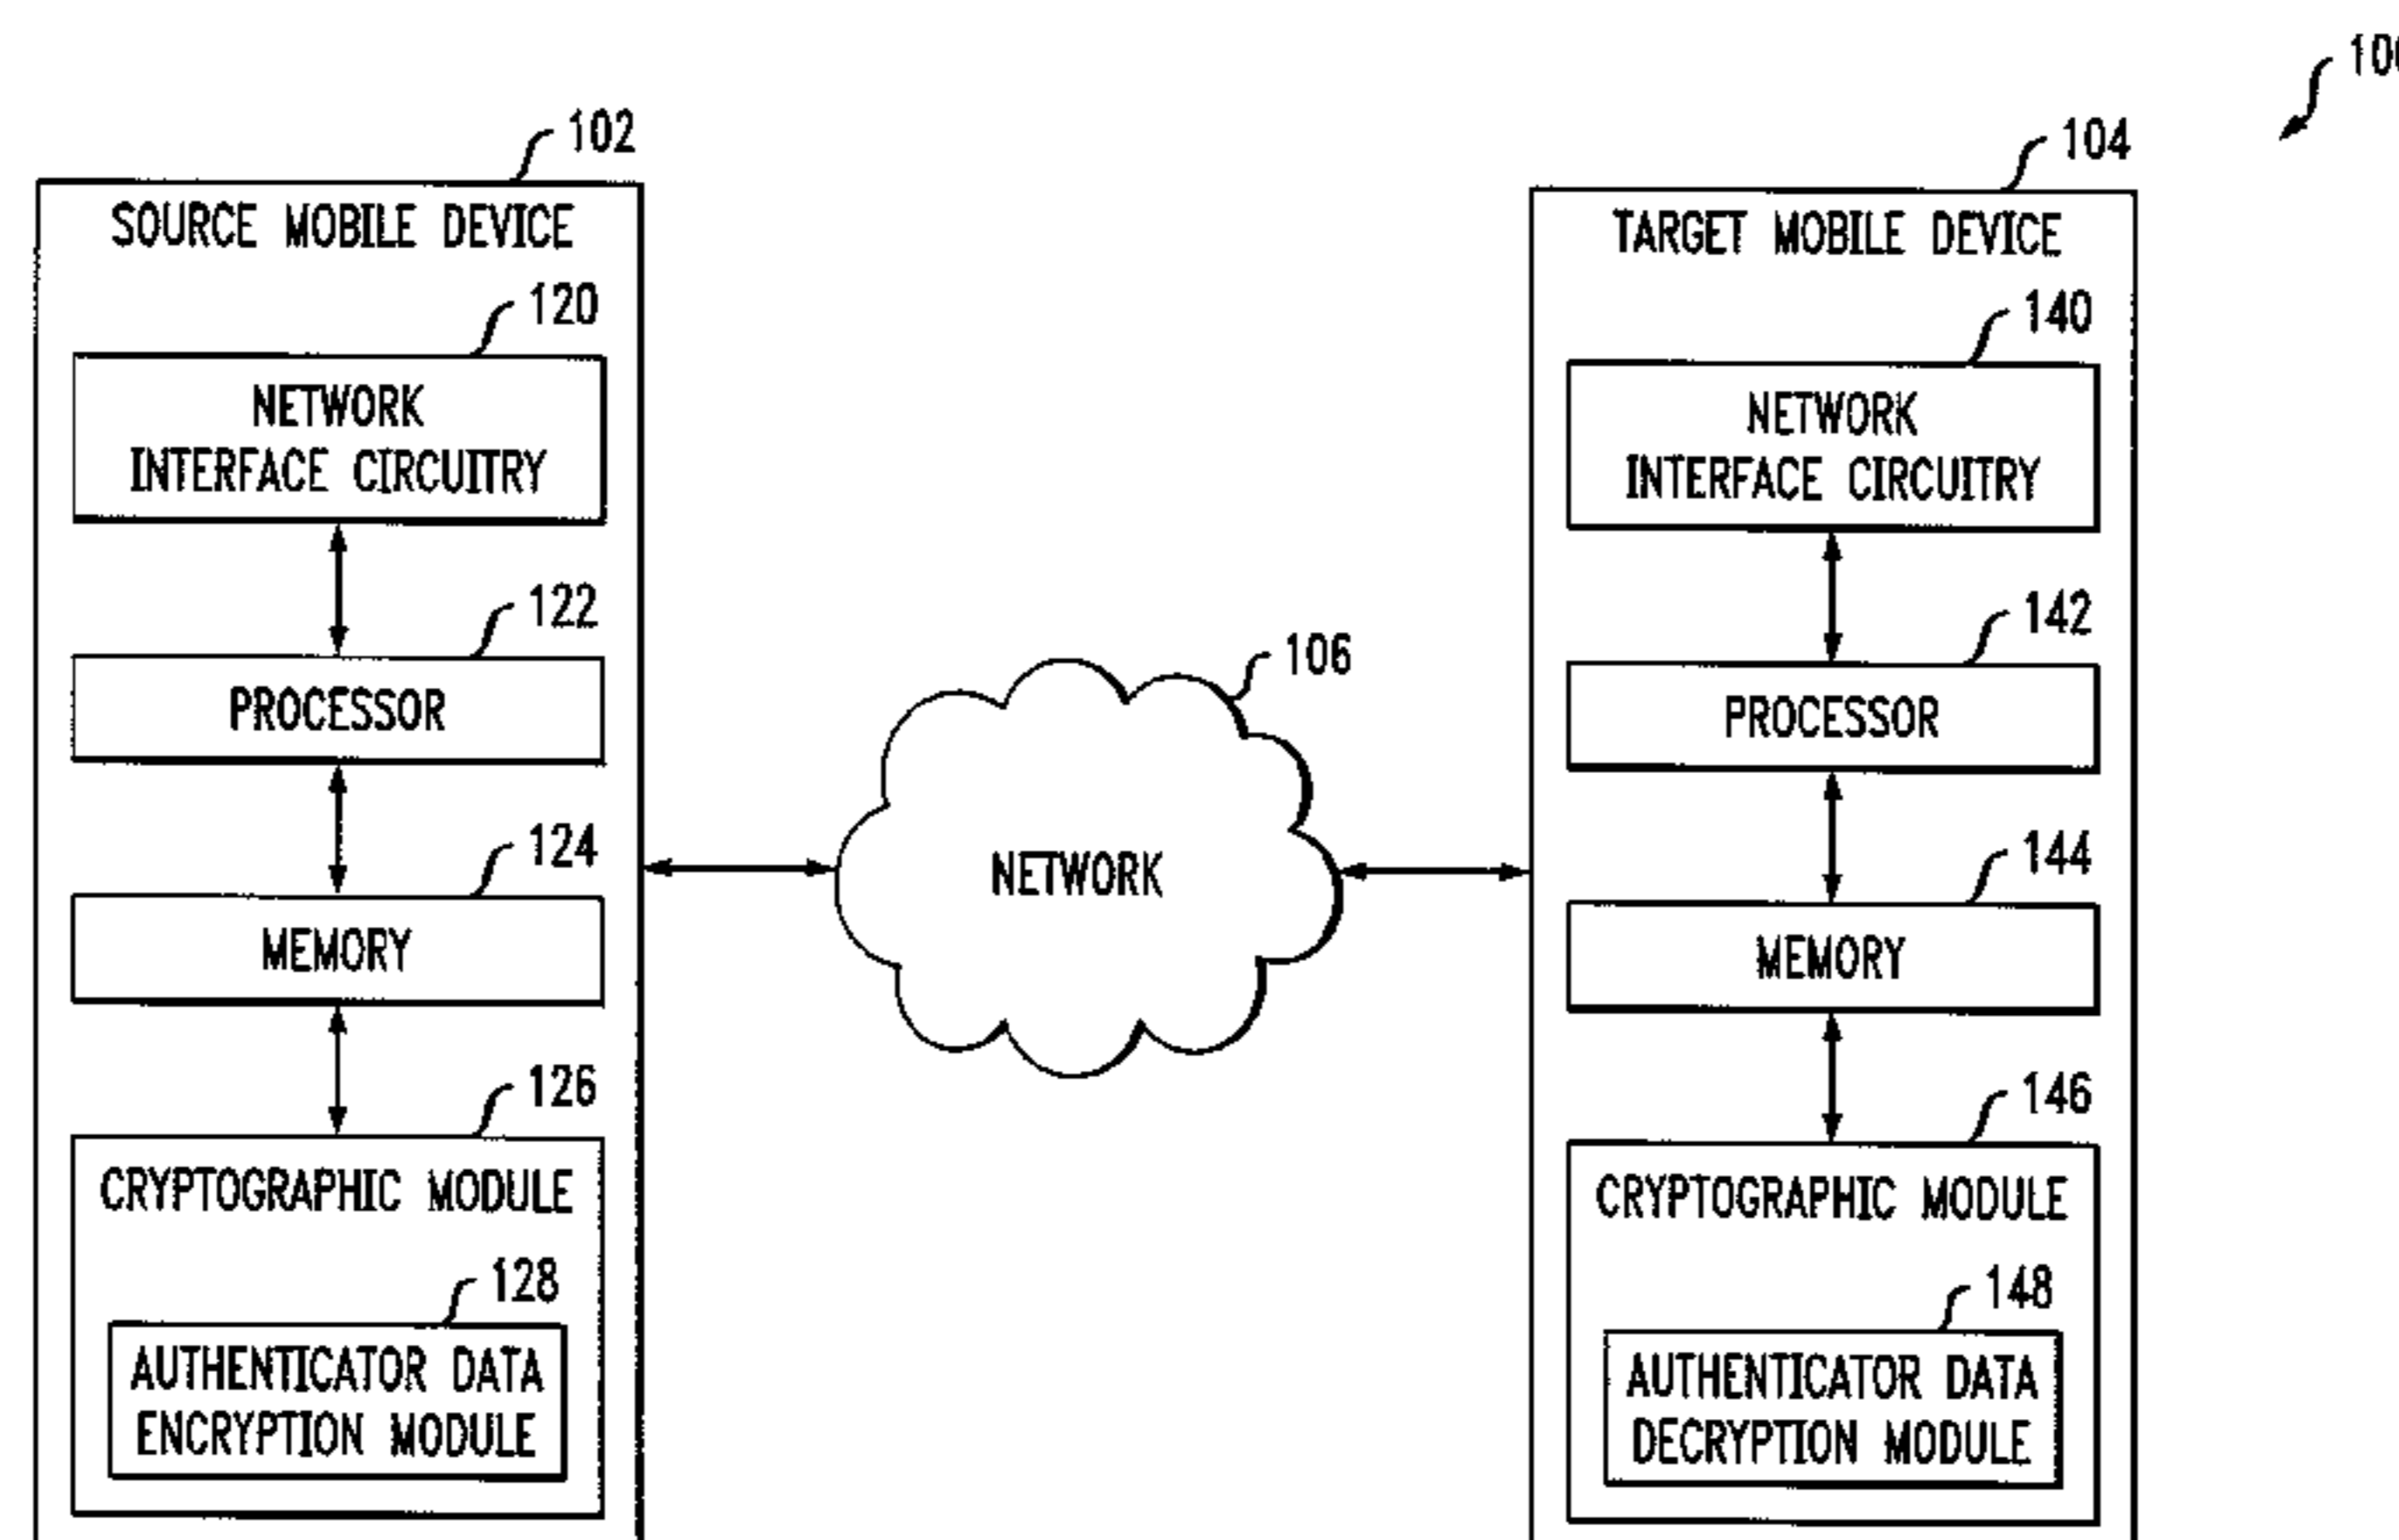 100
102
SOURCE MOBILE DEVICE
120
NETWORK
INTERFACE CIRCUITRY
122
PROCESSOR
124
MEMORY
126
CRYPTOGRAPHIC MODULE
128
AUTHENTICATOR DATA
ENCRYPTION MODULE
106
NETWORK
104
TARGET MOBILE DEVICE
140
NETWORK
INTERFACE CIRCUITRY
142
PROCESSOR
144
MEMORY
146
CRYPTOGRAPHIC MODULE
148
AUTHENTICATOR DATA
DECRYPTION MODULE